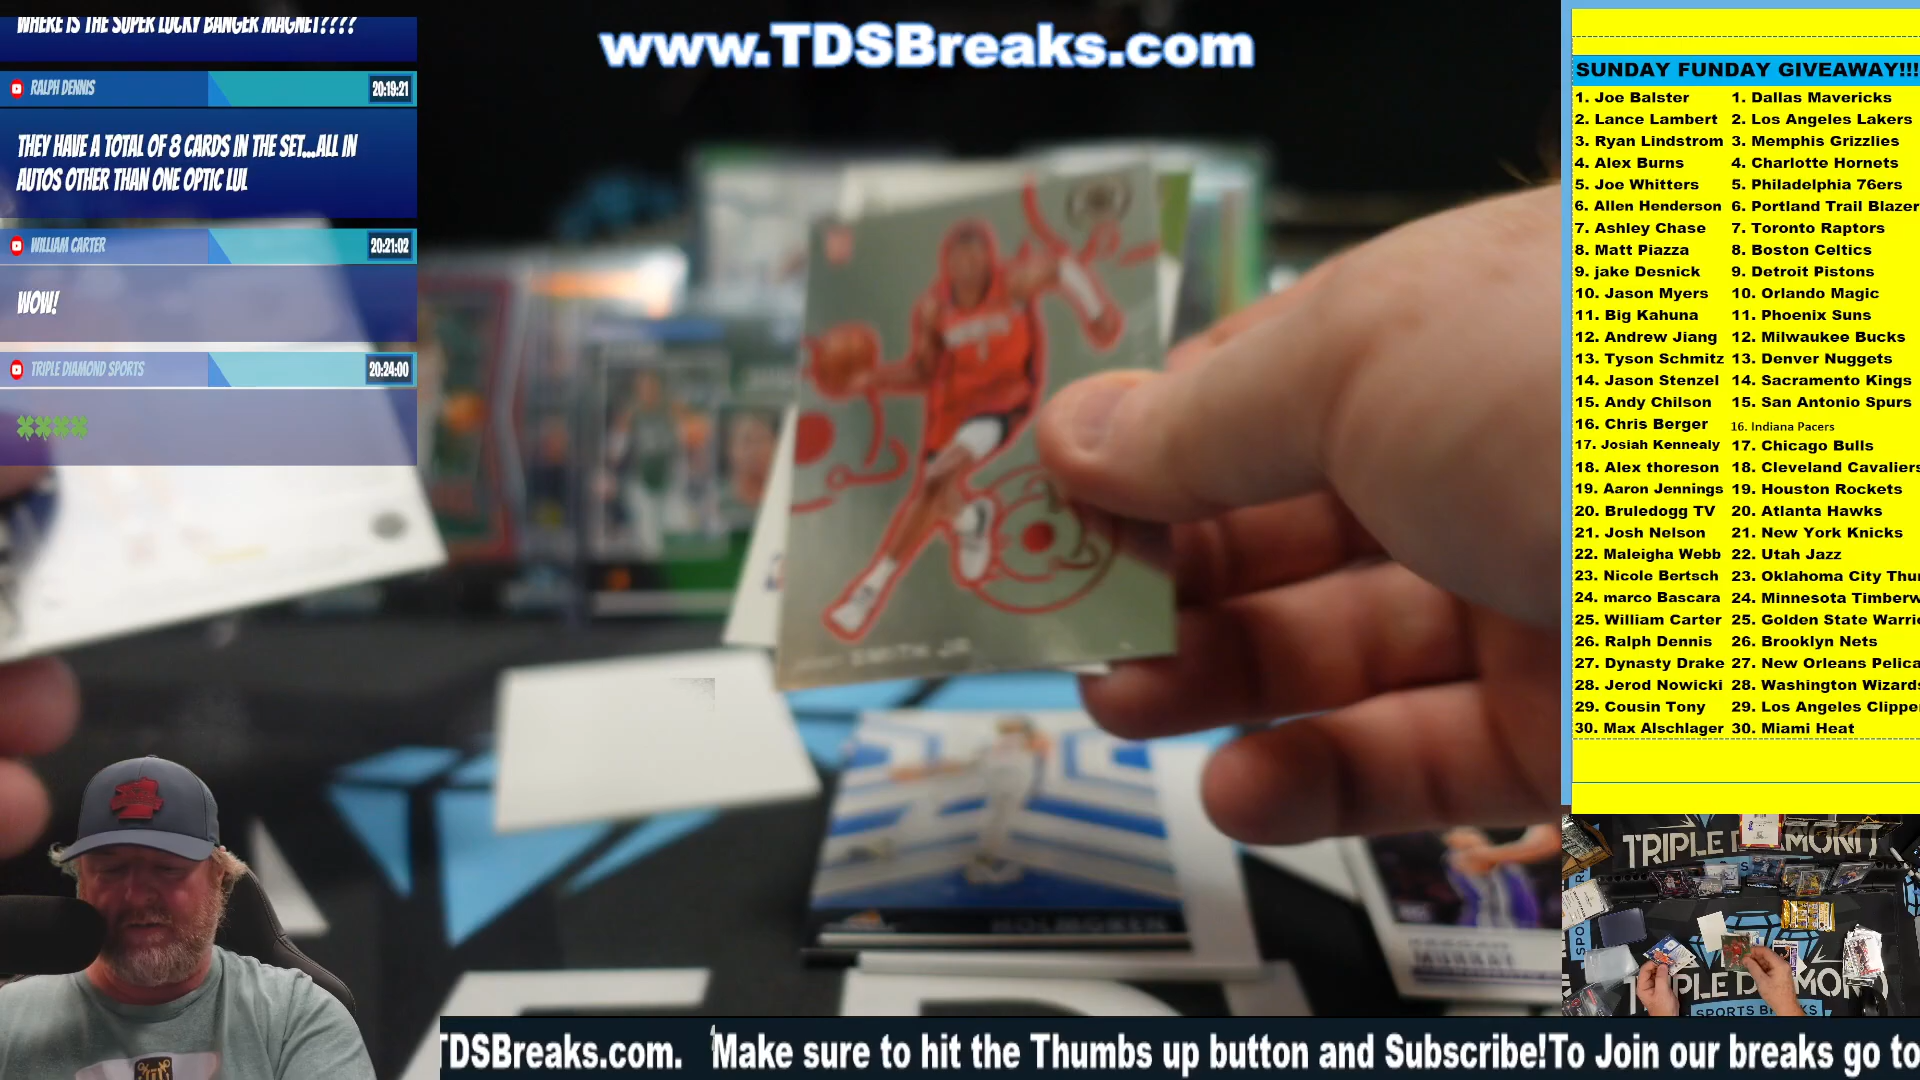 WHERE IS THE SUPER LUCKY BANGER MAGNET????
RALPH DENNIS
20:19:21
THEY HAVE A TOTAL OF 8 CARDS IN THE SET...ALL IN
AUTOS OTHER THAN ONE OPTIC LUL
WILLIAM CARTER
20:21:02
WOW!
TRIPLE DIAMOND SPORTS
20:24:00
www.TDSBreaks.com
SMITH JR
HOLMGREN
MURRAY
SUNDAY FUNDAY GIVEAWAY!!!
1. Joe Balster 1. Dallas Mavericks
2. Lance Lambert 2. Los Angeles Lakers
3. Ryan Lindstrom 3. Memphis Grizzlies
4. Alex Burns 4. Charlotte Hornets
5. Joe Whitters 5. Philadelphia 76ers
6. Allen Henderson 6. Portland Trail Blazer
7. Ashley Chase 7. Toronto Raptors
8. Matt Piazza 8. Boston Celtics
9. jake Desnick 9. Detroit Pistons
10. Jason Myers 10. Orlando Magic
11. Big Kahuna 11. Phoenix Suns
12. Andrew Jiang 12. Milwaukee Bucks
13. Tyson Schmitz 13. Denver Nuggets
14. Jason Stenzel 14. Sacramento Kings
15. Andy Chilson 15. San Antonio Spurs
16. Chris Berger 16. Indiana Pacers
17. Josiah Kennealy 17. Chicago Bulls
18. Alex thoreson 18. Cleveland Cavaliers
19. Aaron Jennings 19. Houston Rockets
20. Bruledogg TV 20. Atlanta Hawks
21. Josh Nelson 21. New York Knicks
22. Maleigha Webb 22. Utah Jazz
23. Nicole Bertsch 23. Oklahoma City Thu
24. marco Bascara 24. Minnesota Timberw
25. William Carter 25. Golden State Warri
26. Ralph Dennis 26. Brooklyn Nets
27. Dynasty Drake 27. New Orleans Pelica
28. Jerod Nowicki 28. Washington Wizards
29. Cousin Tony 29. Los Angeles Clippe
30. Max Alschlager 30. Miami Heat
TRIPLE DIAMOND
TRIPLE DIAMON
SPORTS BREAKS
TDSBreaks.com. 'Make sure to hit the Thumbs up button and Subscribe!To Join our breaks go to